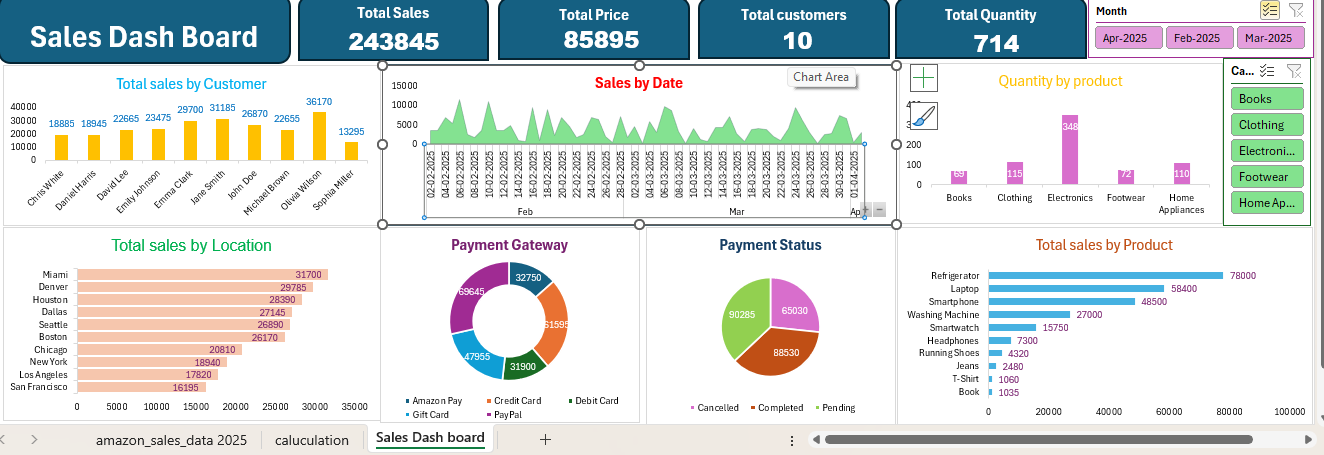 Sales Dash Board
Total Sales
243845
Total Price
85895
Total customers
10
Total Quantity
714
Month
Apr-2025
Feb-2025
Mar-2025
Total sales by Customer
40000
30000
20000
10000
0
18885
18945
22665
23475
29700
31185
26870
22655
36170
13295
Chris White
Daniel Harris
David Lee
Emily Johnson
Emma Clark
Jane Smith
John Doe
Michael Brown
Olivia Wilson
Sophia Miller
Sales by Date
Chart Area
15000
10000
5000
0
02-02-2025
04-02-2025
06-02-2025
08-02-2025
10-02-2025
12-02-2025
14-02-2025
16-02-2025
18-02-2025
20-02-2025
22-02-2025
24-02-2025
26-02-2025
28-02-2025
02-03-2025
04-03-2025
06-03-2025
08-03-2025
10-03-2025
12-03-2025
14-03-2025
16-03-2025
18-03-2025
20-03-2025
22-03-2025
24-03-2025
26-03-2025
28-03-2025
30-03-2025
01-04-2025
Feb
Mar
Ap
Quantity by product
200
100
0
69
115
348
72
110
Books
Clothing
Electronics
Footwear
Home
Appliances
Ca...
Books
Clothing
Electroni...
Footwear
Home Ap...
Total sales by Location
Miami 31700
Denver 29785
Houston 28390
Dallas 27145
Seattle 26890
Boston 26170
Chicago 20810
New York 18940
Los Angeles 17820
San Francisco 16195
0 5000 10000 15000 20000 25000 30000 35000
Payment Gateway
32750
61595
31900
47955
69645
Amazon Pay Credit Card Debit Card
Gift Card PayPal
Payment Status
65030
88530
90285
Cancelled Completed Pending
Total sales by Product
Refrigerator 78000
Laptop 58400
Smartphone 48500
Washing Machine 27000
Smartwatch 15750
Headphones 7300
Running Shoes 4320
Jeans 2480
T-Shirt 1060
Book 1035
0 20000 40000 60000 80000 100000
amazon_sales_data 2025
caluculation
Sales Dash board